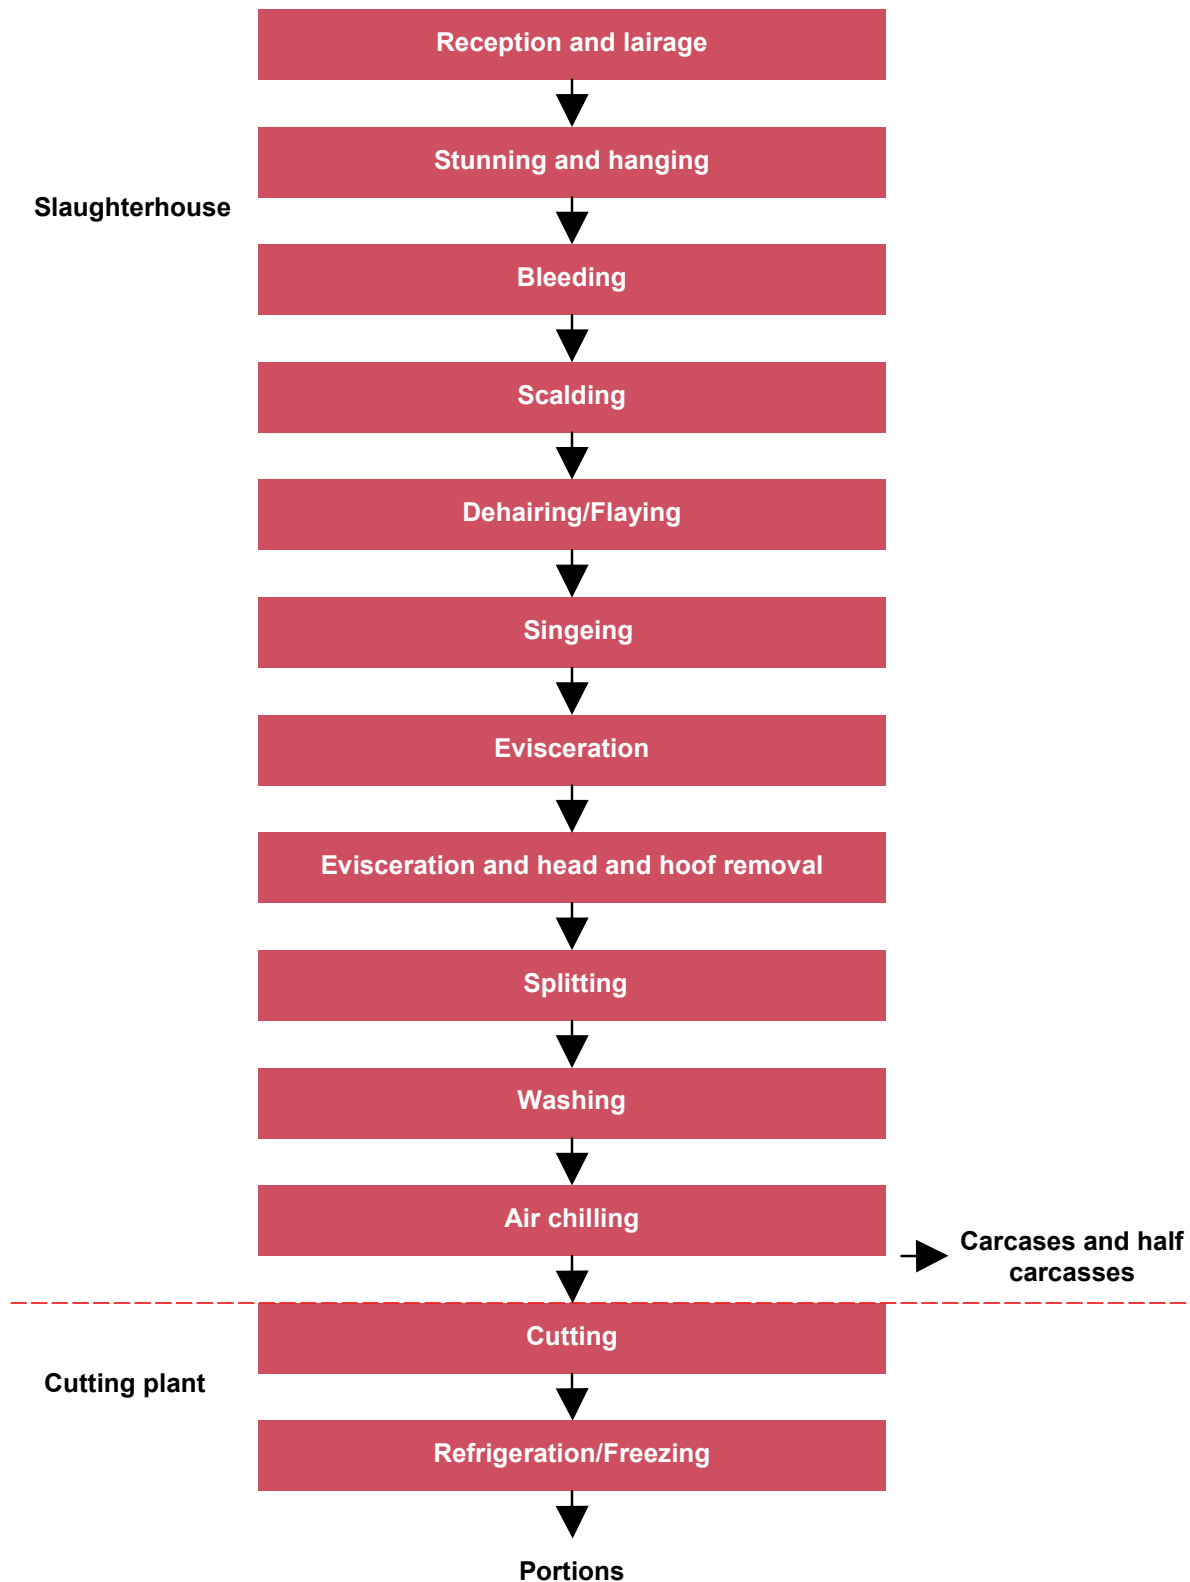 Reception and lairage
Stunning and hanging
Slaughterhouse
Bleeding
Scalding
Dehairing/Flaying
Singeing
Evisceration
Evisceration and head and hoof removal
Splitting
Washing
Air chilling
Carcases and half
carcasses
Cutting
Cutting plant
Refrigeration/Freezing
Portions